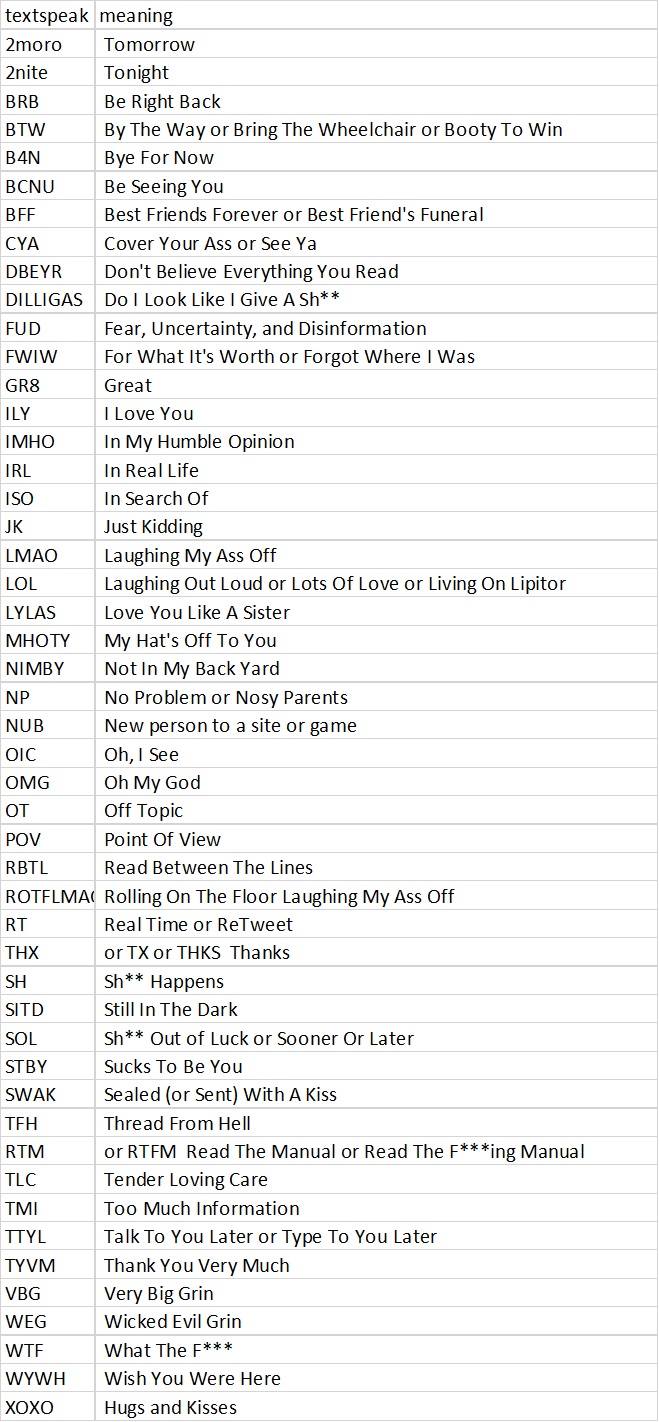 textspeak meaning
2moro Tomorrow
2nite Tonight
BRB Be Right Back
BTW By The Way or Bring The Wheelchair or Booty To Win
B4N Bye For Now
BCNU Be Seeing You
BFF Best Friends Forever or Best Friend's Funeral
CYA Cover Your Ass or See Ya
DBEYR Don't Believe Everything You Read
DILLIGAS Do I Look Like I Give A Sh**
FUD Fear, Uncertainty, and Disinformation
FWIW For What It's Worth or Forgot Where I Was
GR8 Great
ILY I Love You
IMHO In My Humble Opinion
IRL In Real Life
ISO In Search Of
JK Just Kidding
LMAO Laughing My Ass Off
LOL Laughing Out Loud or Lots Of Love or Living On Lipitor
LYLAS Love You Like A Sister
MHOTY My Hat's Off To You
NIMBY Not In My Back Yard
NP No Problem or Nosy Parents
NUB New person to a site or game
OIC Oh, I See
OMG Oh My God
OT Off Topic
POV Point Of View
RBTL Read Between The Lines
ROTFLMAO Rolling On The Floor Laughing My Ass Off
RT Real Time or ReTweet
THX or TX or THKS  Thanks
SH Sh** Happens
SITD Still In The Dark
SOL Sh** Out of Luck or Sooner Or Later
STBY Sucks To Be You
SWAK Sealed (or Sent) With A Kiss
TFH Thread From Hell
RTM or RTFM  Read The Manual or Read The F***ing Manual
TLC Tender Loving Care
TMI Too Much Information
TTYL Talk To You Later or Type To You Later
TYVM Thank You Very Much
VBG Very Big Grin
WEG Wicked Evil Grin
WTF What The F***
WYWH Wish You Were Here
XOXO Hugs and Kisses